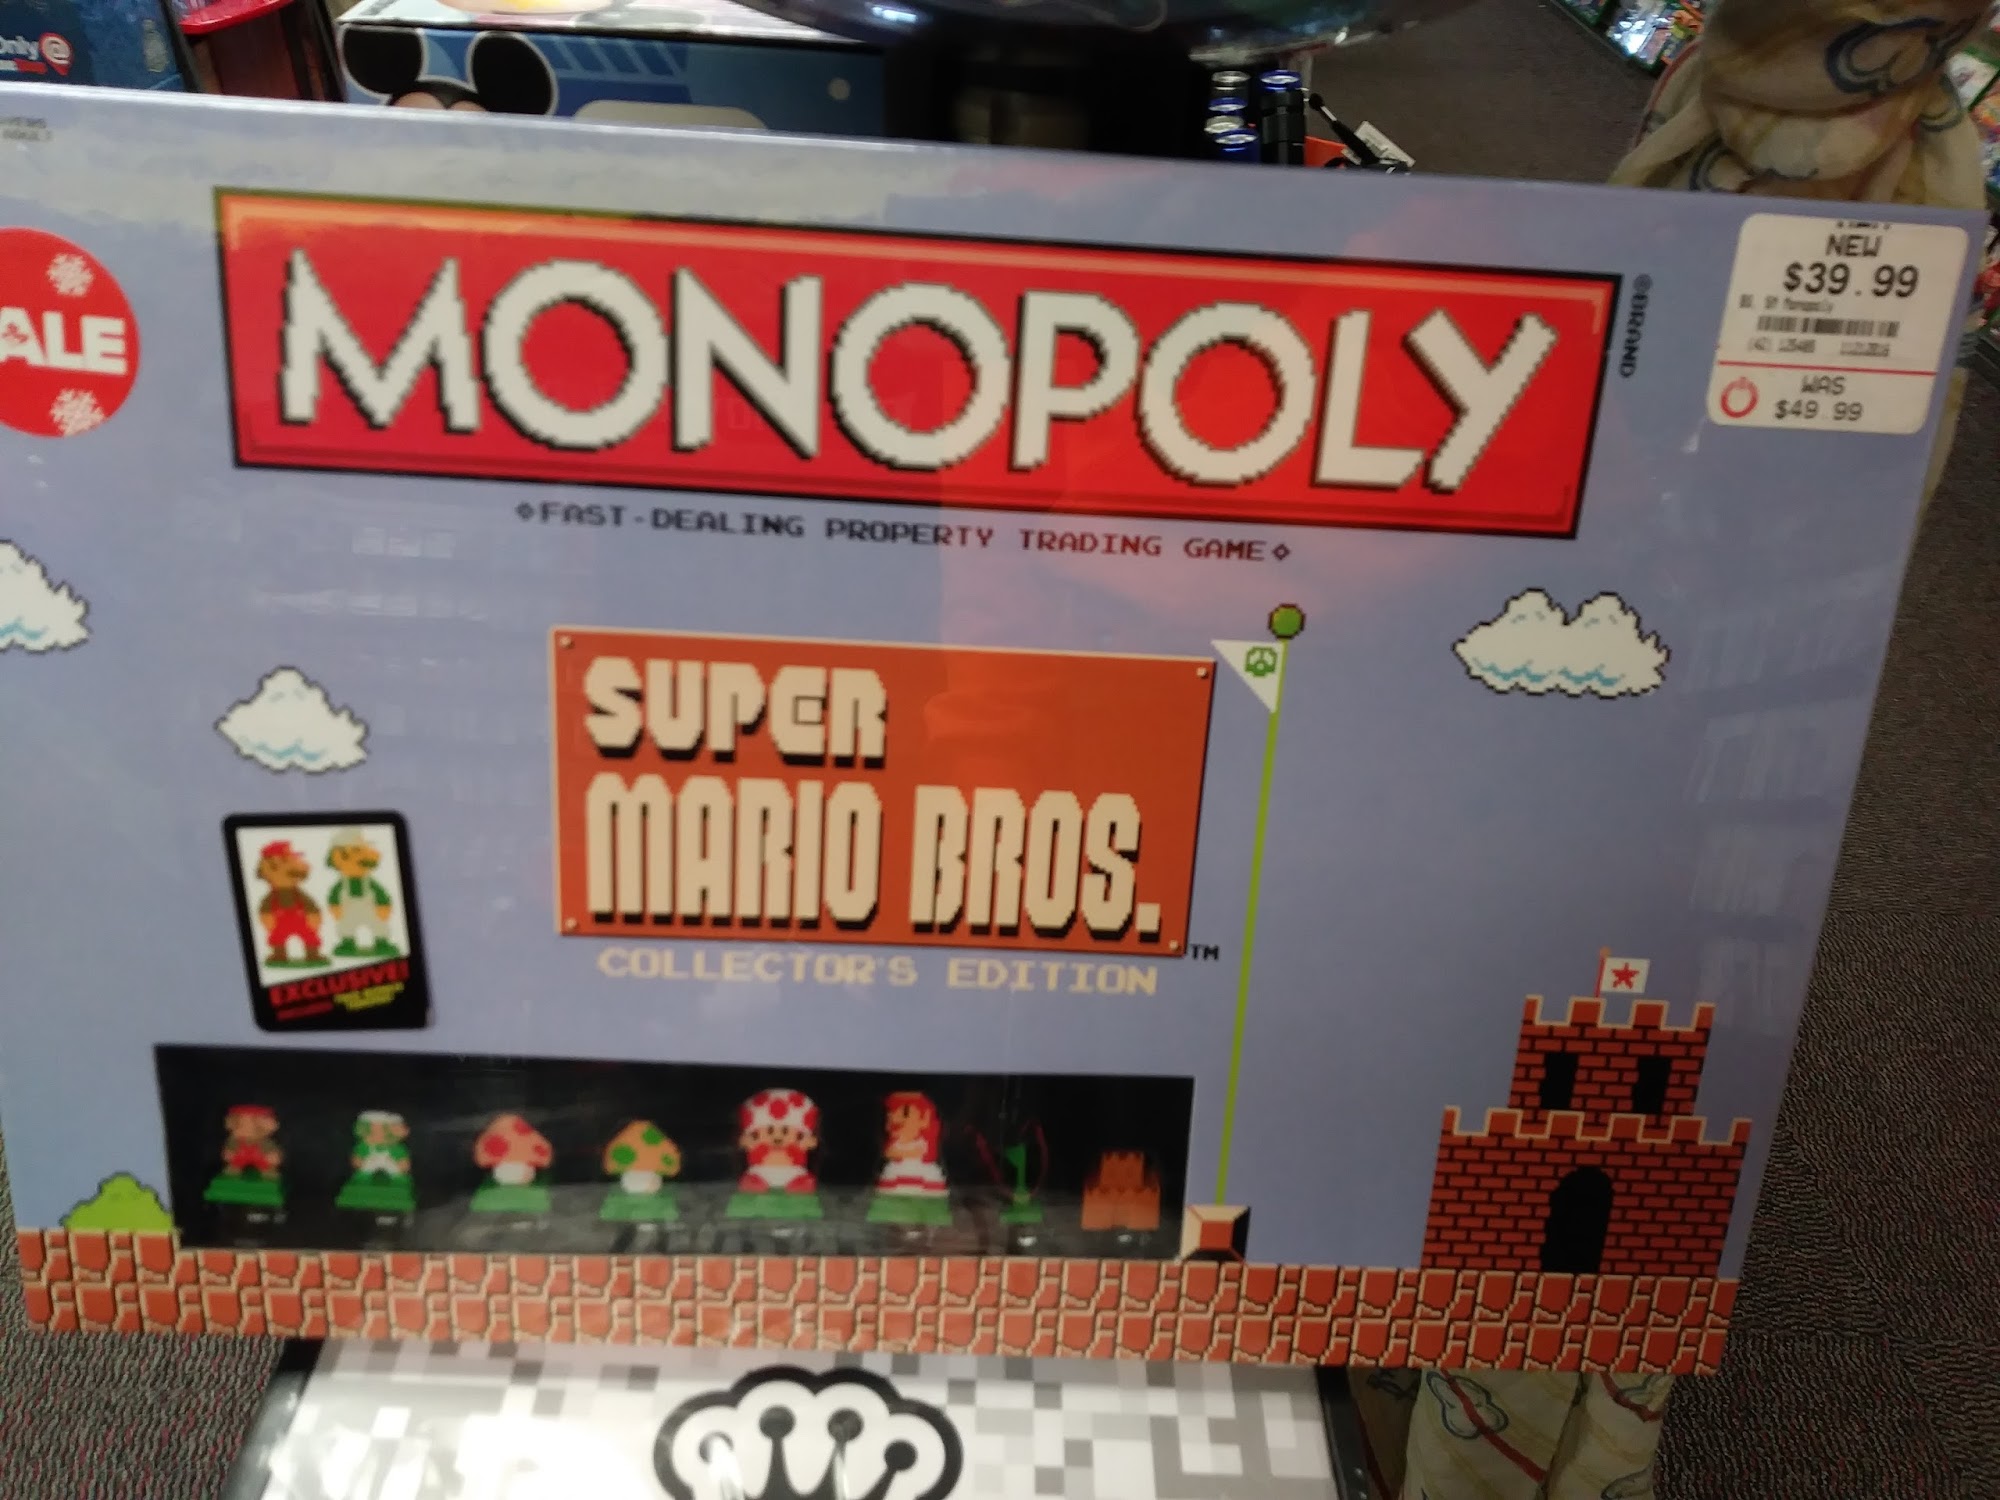 only @
ALE
MONOPOLY
®BRAND
NEW
$39.99
WAS
$49.99
FAST-DEALING PROPERTY TRADING GAME
SUPER
MARIO BROS.
TM
COLLECTOR'S EDITION
EXCLUSIVE!